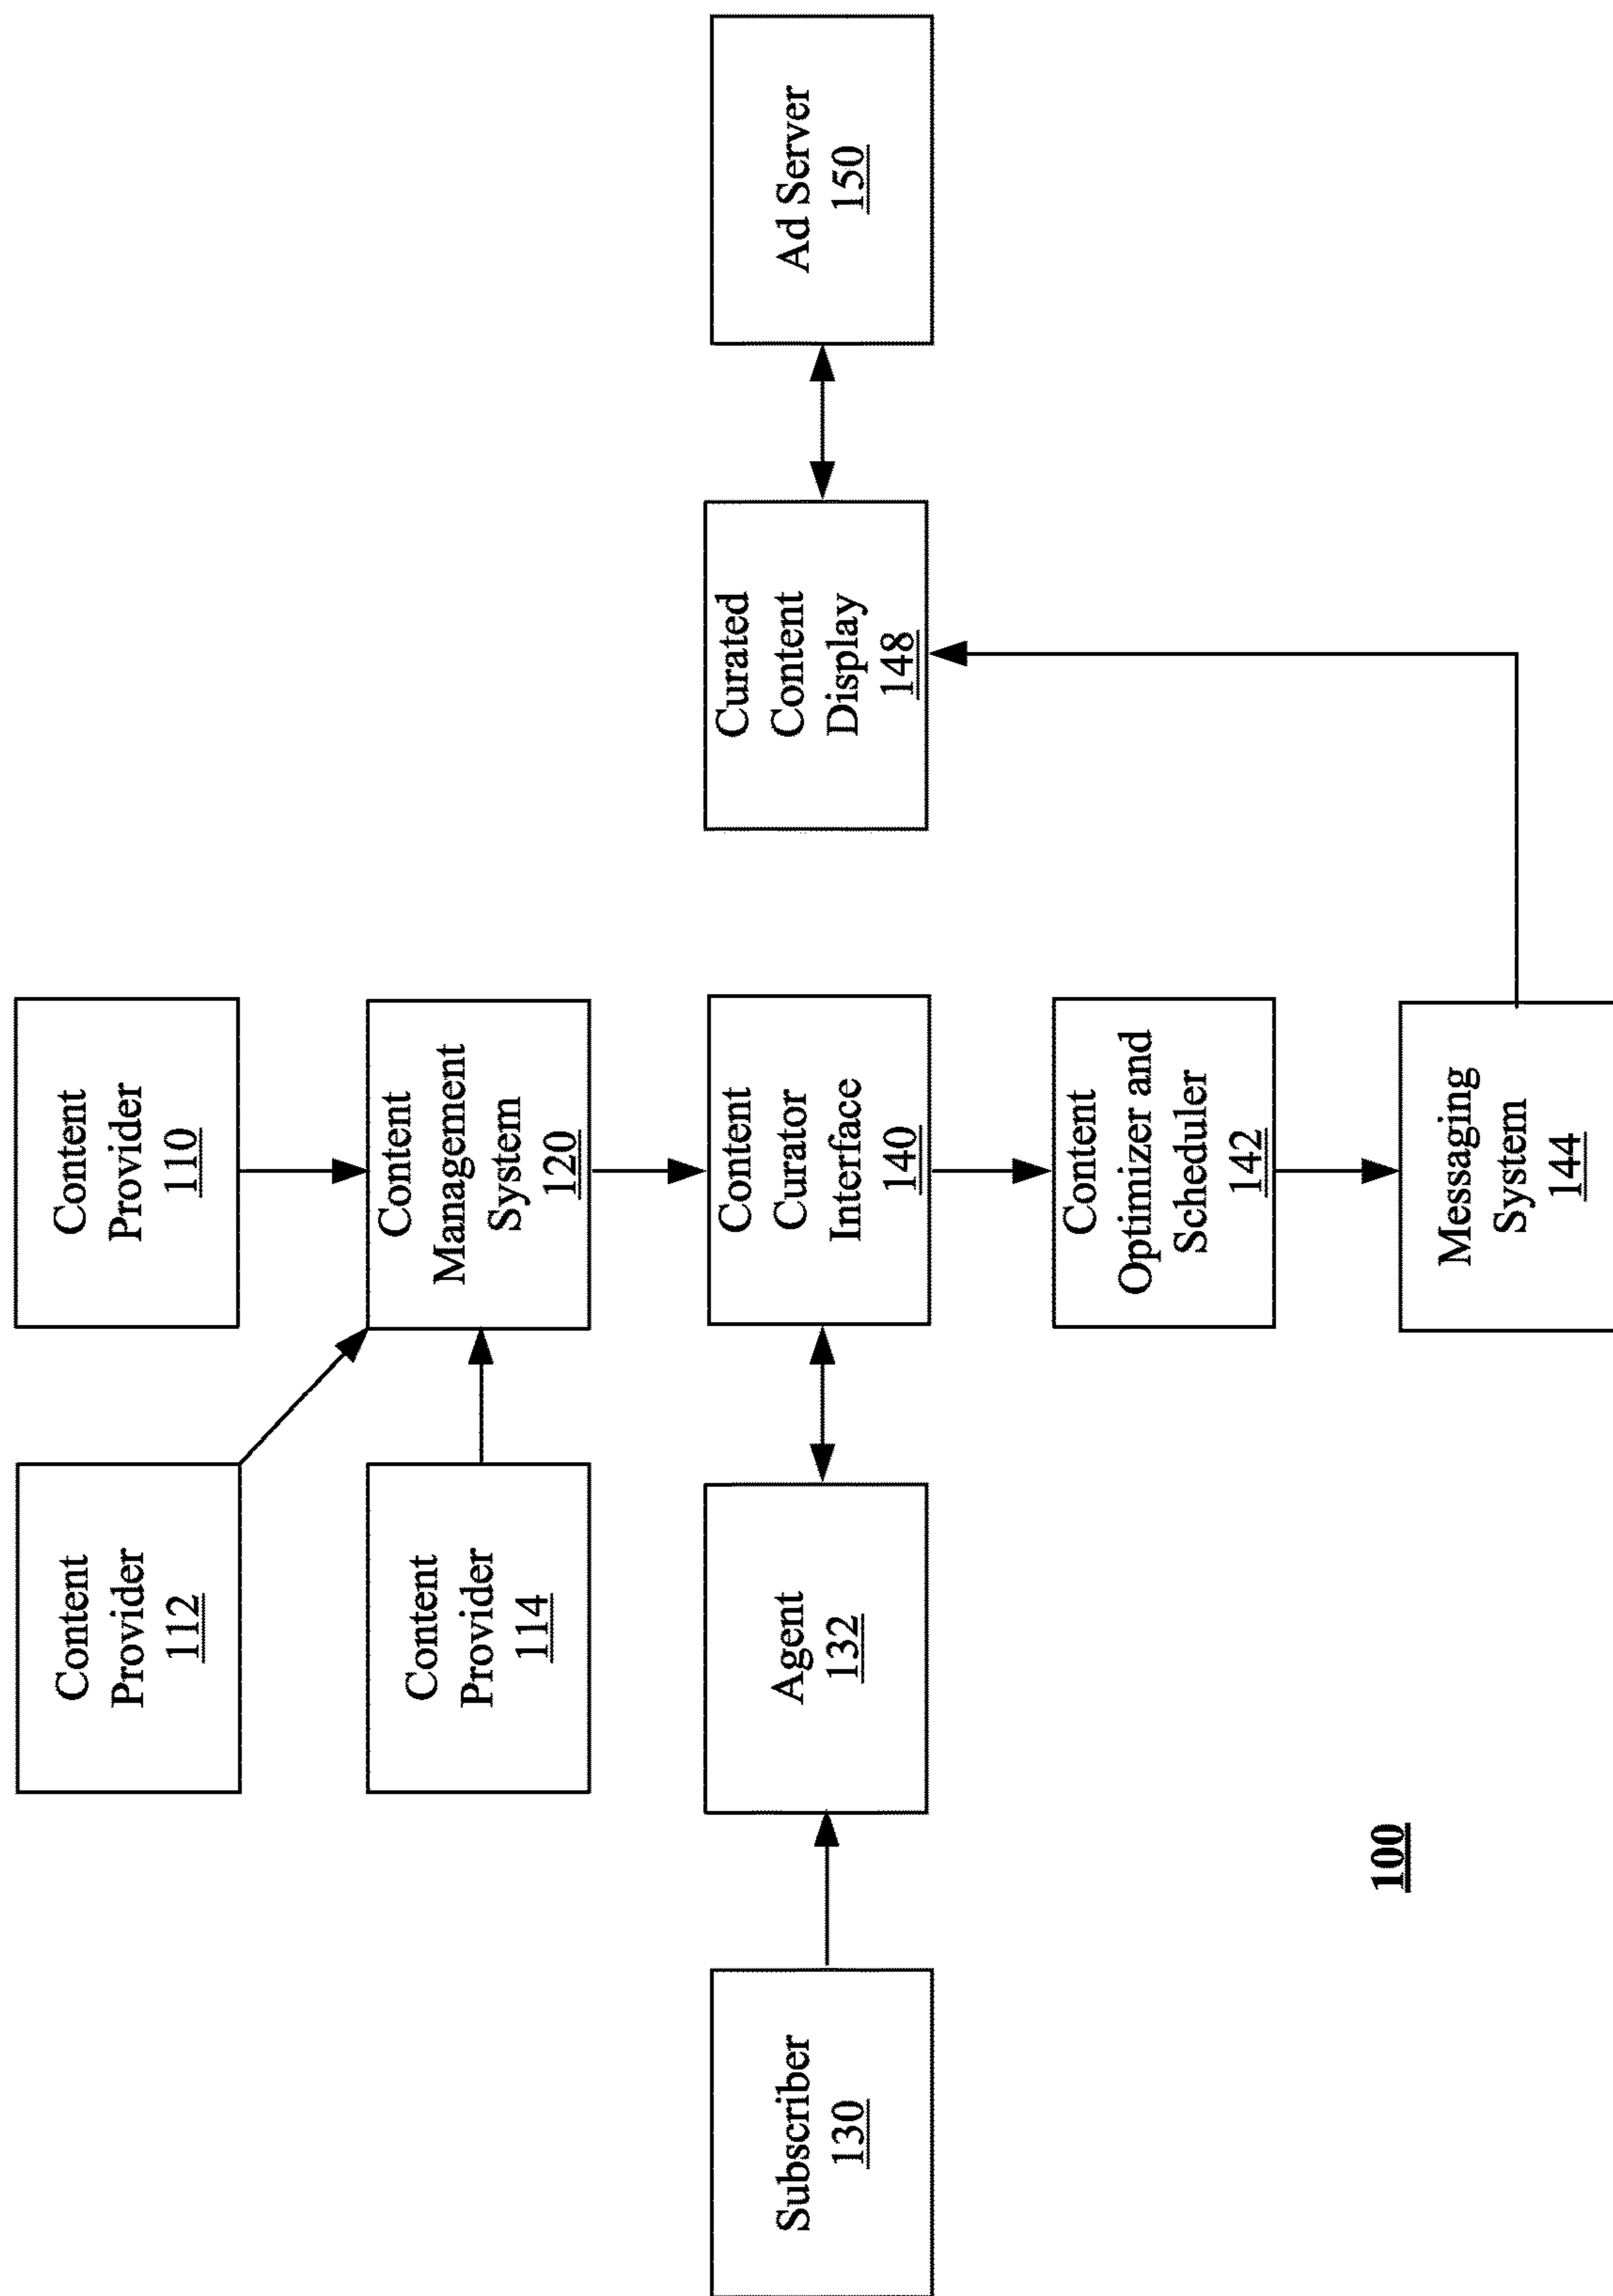 Content
Provider
112
Content
Provider
110
Content
Provider
114
Content
Management
System
120
Subscriber
130
Agent
132
Content
Curator
Interface
140
Curated
Content
Display
148
Ad Server
150
Content
Optimizer and
Scheduler
142
Messaging
System
144
100